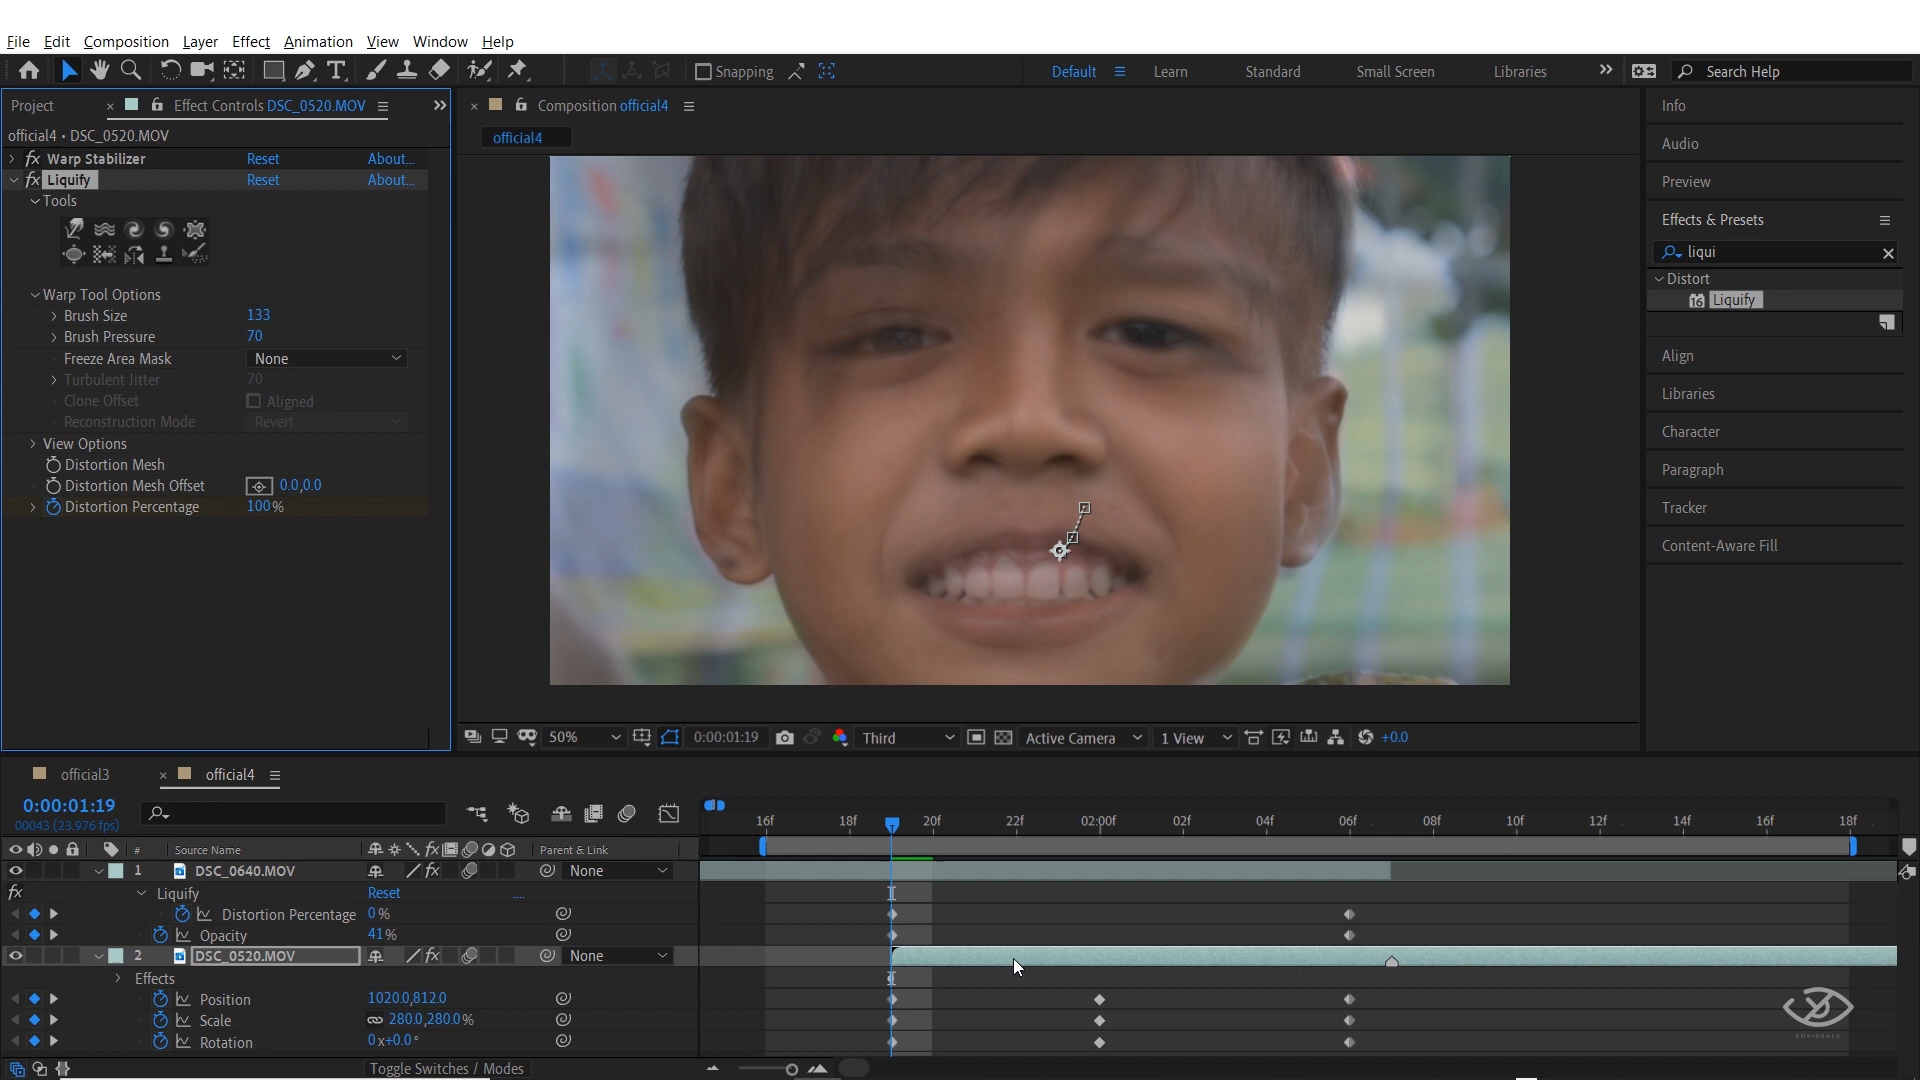 File Edit Composition Layer Effect Animation View Window Help
Snapping Default Learn Standard Small Screen Libraries Search Help
Project Effect Controls DSC_0520.MOV
official4 • DSC_0520.MOV
fx Warp Stabilizer Reset About...
fx Liquify Reset About...
Tools
Warp Tool Options
Brush Size 133
Brush Pressure 70
Freeze Area Mask None
Turbulent Jitter 70
Clone Offset Aligned
Reconstruction Mode Revert
View Options
Distortion Mesh
Distortion Mesh Offset 0.0,0.0
Distortion Percentage 100%
Composition official4
official4
50% 0:00:01:19 Third Active Camera 1 View +0.0
Info
Audio
Preview
Effects & Presets
liqui
Distort
16 Liquify
Align
Libraries
Character
Paragraph
Tracker
Content-Aware Fill
official3 official4
0:00:01:19
00043 (23.976 fps)
16f 18f 20f 22f 02:00f 02f 04f 06f 08f 10f 12f 14f 16f 18f
# Source Name fx Parent & Link
1 DSC_0640.MOV fx None
fx Liquify Reset ....
Distortion Percentage 0%
Opacity 41%
2 DSC_0520.MOV fx None
Effects
Position 1020.0,812.0
Scale 280.0,280.0%
Rotation 0x+0.0°
Toggle Switches / Modes
EDVISUALS